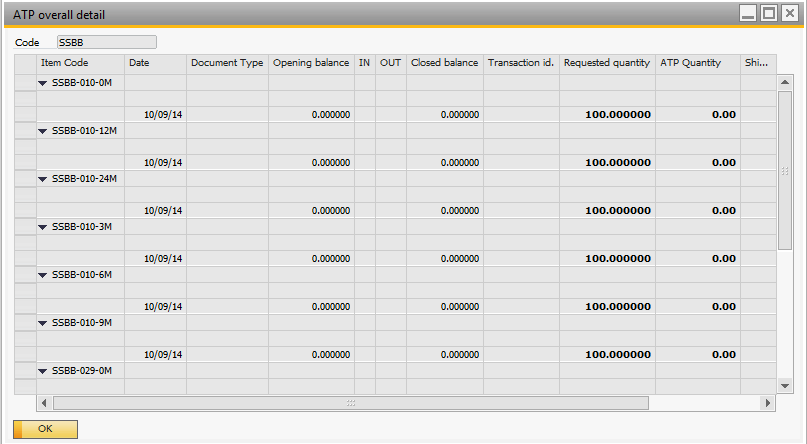 ATP overall detail
Code SSBB
Item Code Date Document Type Opening balance IN OUT Closed balance Transaction id. Requested quantity ATP Quantity Shi...
SSBB-010-0M
10/09/14 0.000000 0.000000 100.000000 0.00
SSBB-010-12M
10/09/14 0.000000 0.000000 100.000000 0.00
SSBB-010-24M
10/09/14 0.000000 0.000000 100.000000 0.00
SSBB-010-3M
10/09/14 0.000000 0.000000 100.000000 0.00
SSBB-010-6M
10/09/14 0.000000 0.000000 100.000000 0.00
SSBB-010-9M
10/09/14 0.000000 0.000000 100.000000 0.00
SSBB-029-0M
OK